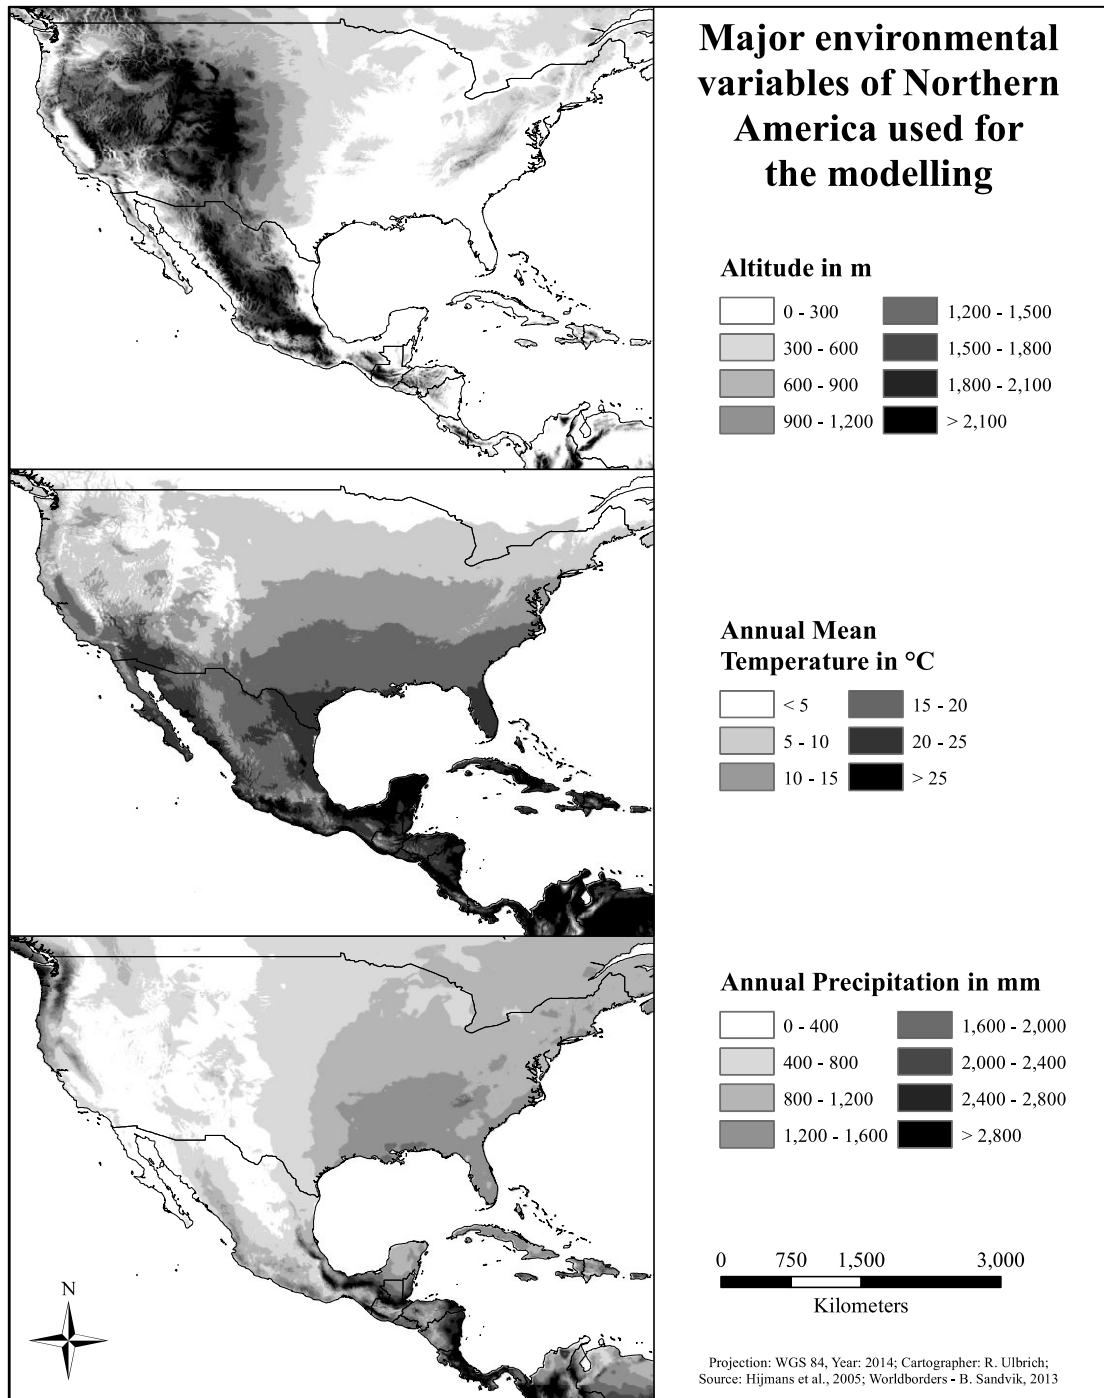 Major environmental
variables of Northern
America used for
the modelling
Altitude in m
0 - 300
1,200 - 1,500
300 - 600
1,500 - 1,800
600 - 900
1,800 - 2,100
900 - 1,200
> 2,100
Annual Mean
Temperature in °C
< 5
15 - 20
5 - 10
20 - 25
10 - 15
> 25
Annual Precipitation in mm
0 - 400
1,600 - 2,000
400 - 800
2,000 - 2,400
800 - 1,200
2,400 - 2,800
1,200 - 1,600
> 2,800
0 750 1,500 3,000
Kilometers
N
Projection: WGS 84, Year: 2014; Cartographer: R. Ulbrich;
Source: Hijmans et al., 2005; Worldborders - B. Sandvik, 2013